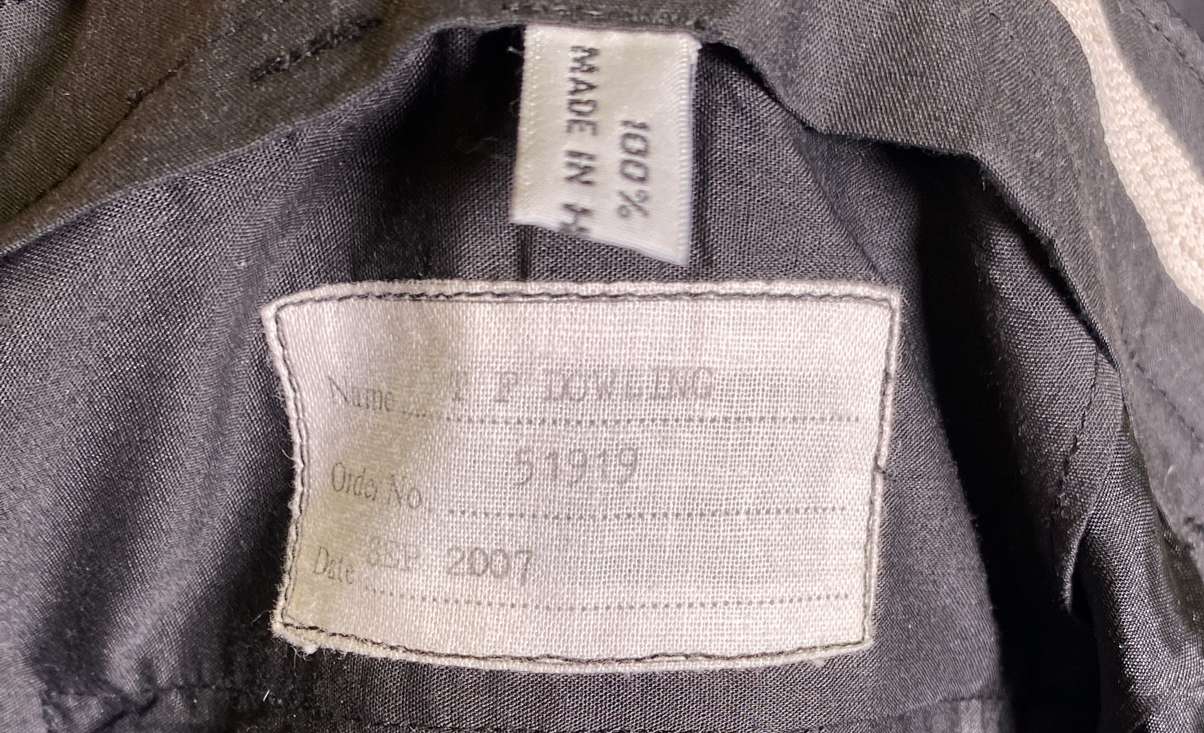 100%
MADE IN
Name T P DOWLING
Order No. 51919
Date SEP 2007